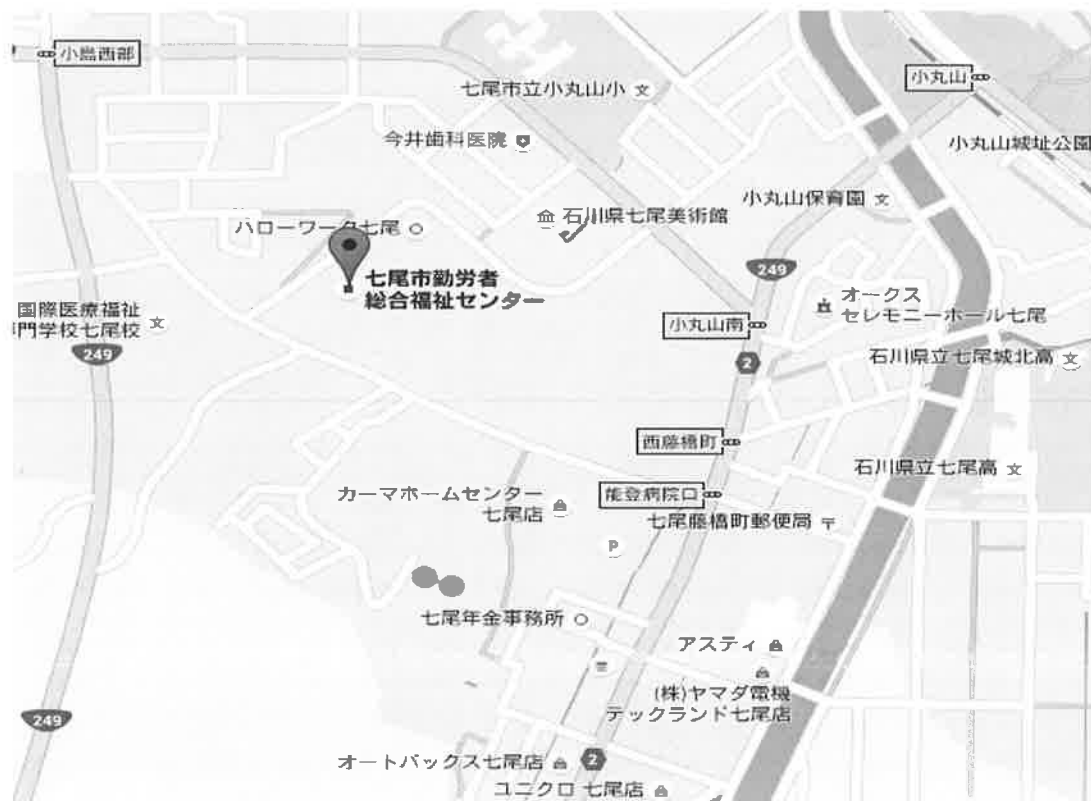 小島西部
小丸山
七尾市立小丸山小
今井歯科医院
小丸山城址公園
小丸山保育園
石川県七尾美術館
ハローワーク七尾
249
七尾市勤労者
総合福祉センター
オークス
セレモニーホール七尾
国際医療福祉
専門学校七尾校
小丸山南
249
2
石川県立七尾城北高
西藤橋町
石川県立七尾高
カーマホームセンター
七尾店
能登病院口
七尾藤橋町郵便局
P
七尾年金事務所
アスティ
(株)ヤマダ電機
テックランド七尾店
249
オートバックス七尾店
2
ユニクロ 七尾店